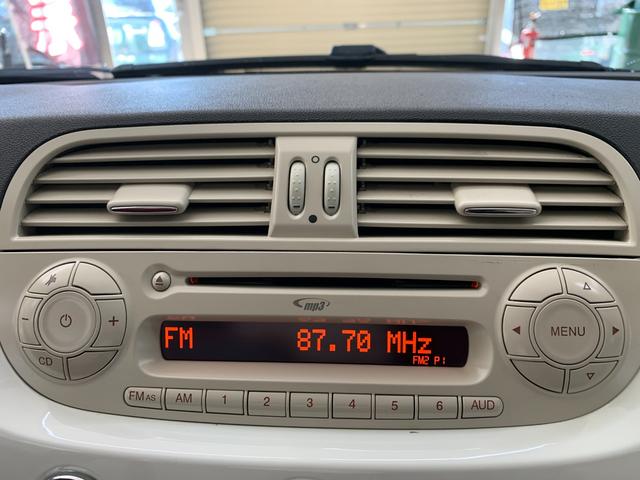 mp3
FM 87.70 MHz
FM2 P1
MENU
CD
FM AS AM 1 2 3 4 5 6 AUD